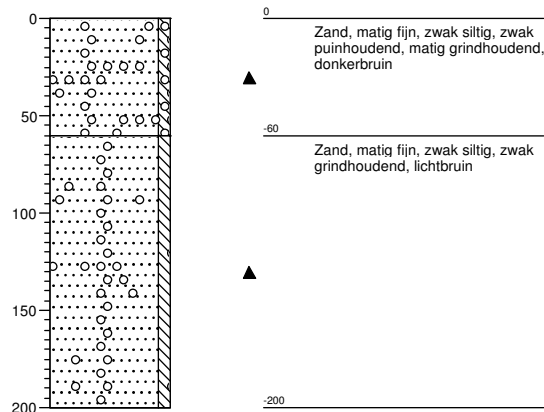 0
50
100
150
200
0
Zand, matig fijn, zwak siltig, zwak
puinhoudend, matig grindhoudend,
donkerbruin
-60
Zand, matig fijn, zwak siltig, zwak
grindhoudend, lichtbruin
-200